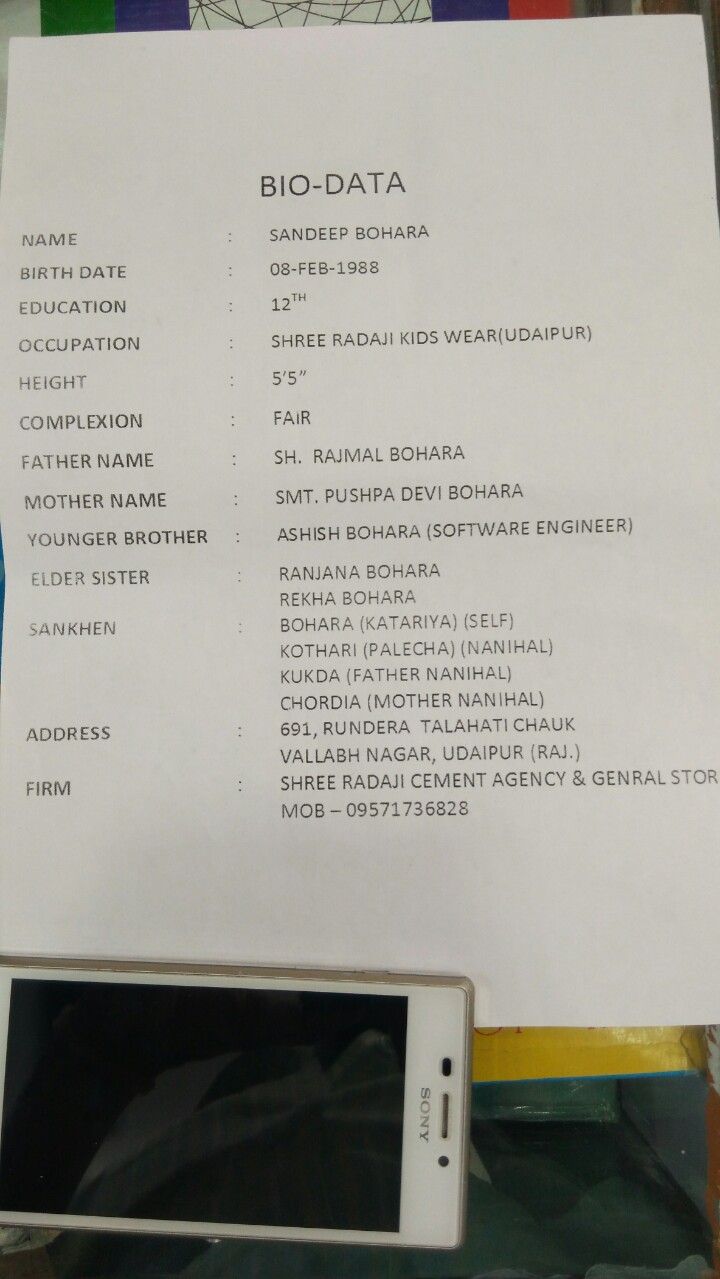 BIO-DATA
NAME : SANDEEP BOHARA
BIRTH DATE : 08-FEB-1988
EDUCATION : 12TH
OCCUPATION : SHREE RADAJI KIDS WEAR(UDAIPUR)
HEIGHT : 5'5”
COMPLEXION : FAIR
FATHER NAME : SH. RAJMAL BOHARA
MOTHER NAME : SMT. PUSHPA DEVI BOHARA
YOUNGER BROTHER : ASHISH BOHARA (SOFTWARE ENGINEER)
ELDER SISTER : RANJANA BOHARA
REKHA BOHARA
SANKHEN : BOHARA (KATARIYA) (SELF)
KOTHARI (PALECHA) (NANIHAL)
KUKDA (FATHER NANIHAL)
CHORDIA (MOTHER NANIHAL)
ADDRESS : 691, RUNDERA TALAHATI CHAUK
VALLABH NAGAR, UDAIPUR (RAJ.)
FIRM : SHREE RADAJI CEMENT AGENCY & GENRAL STOR
MOB – 09571736828
SONY